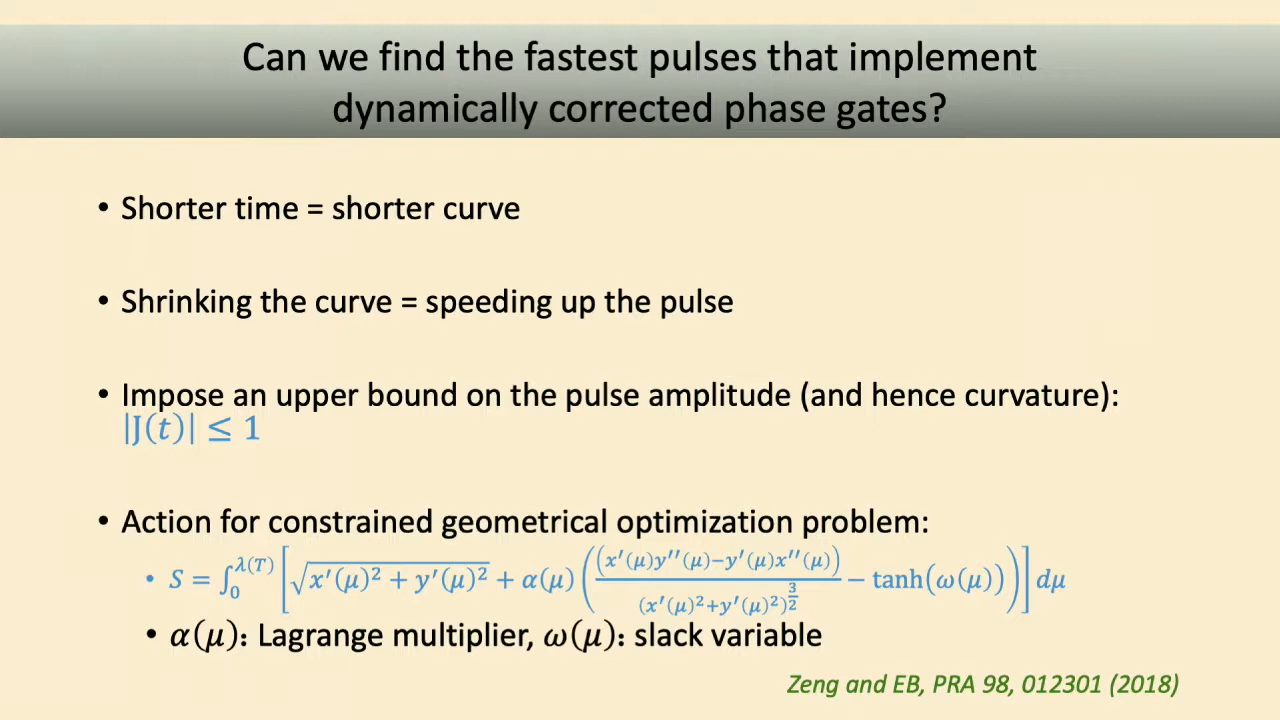 Can we find the fastest pulses that implement
dynamically corrected phase gates?
• Shorter time = shorter curve
• Shrinking the curve = speeding up the pulse
• Impose an upper bound on the pulse amplitude (and hence curvature):
|J(t)| ≤ 1
• Action for constrained geometrical optimization problem:
• S = ∫₀^{λ(T)} [√(x′(μ)² + y′(μ)²) + α(μ) ((x′(μ)y′′(μ)−y′(μ)x′′(μ))/(x′(μ)²+y′(μ)²)^{3/2} − tanh(ω(μ)))] dμ
• α(μ): Lagrange multiplier, ω(μ): slack variable
Zeng and EB, PRA 98, 012301 (2018)